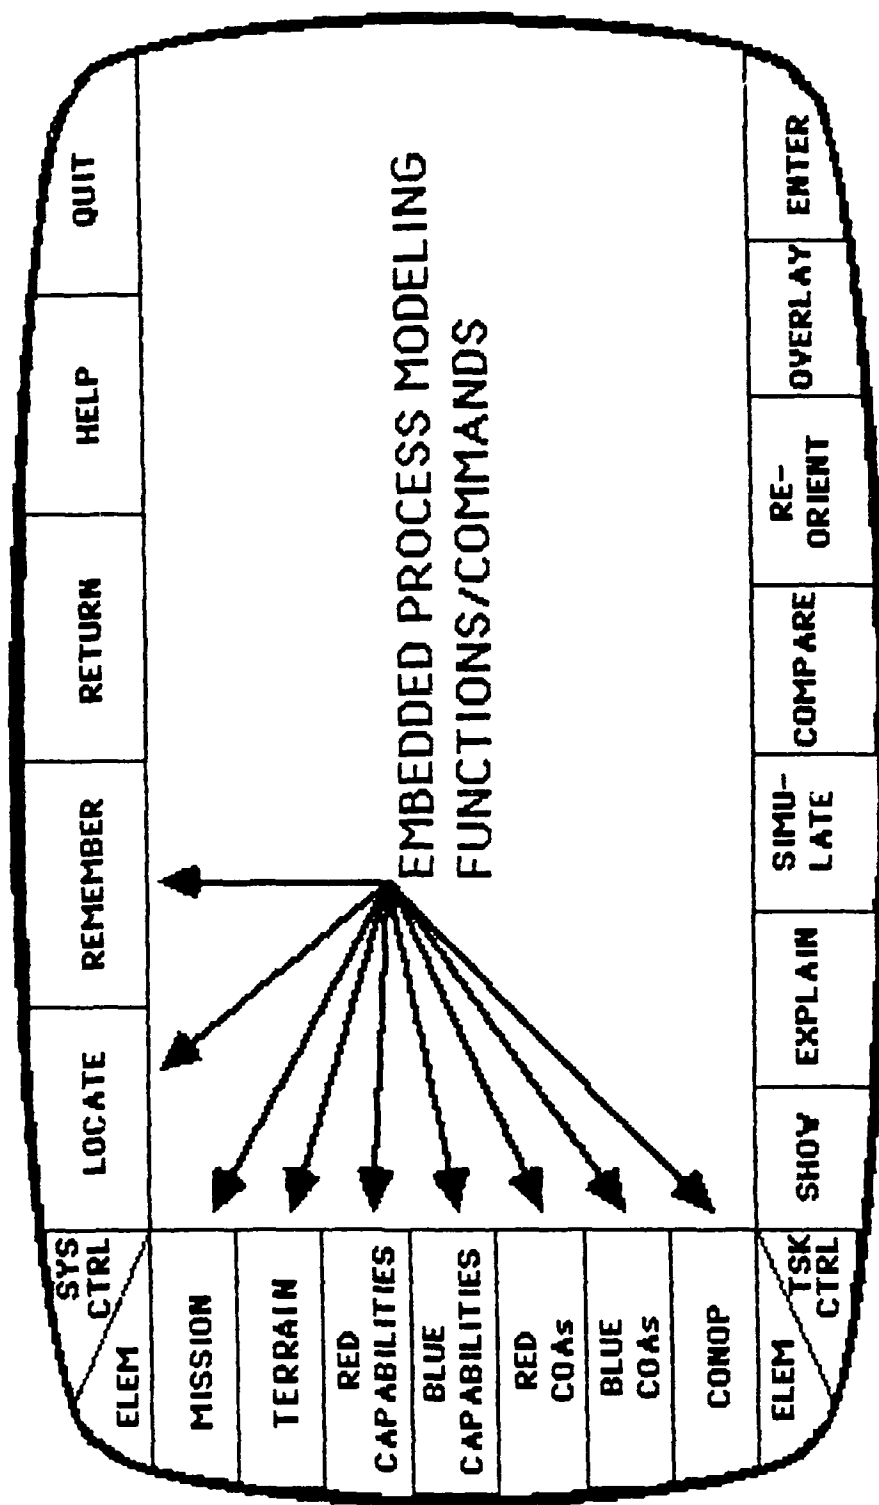 SYS
CTRL
LOCATE
REMEMBER
RETURN
HELP
QUIT
ELEM
MISSION
TERRAIN
RED
CAPABILITIES
BLUE
CAPABILITIES
RED
COAs
BLUE
COAs
CONOP
ELEM
EMBEDDED PROCESS MODELING
FUNCTIONS/COMMANDS
TSK
CTRL
SHOW
EXPLAIN
SIMU-
LATE
COMPARE
RE-
ORIENT
OVERLAY
ENTER